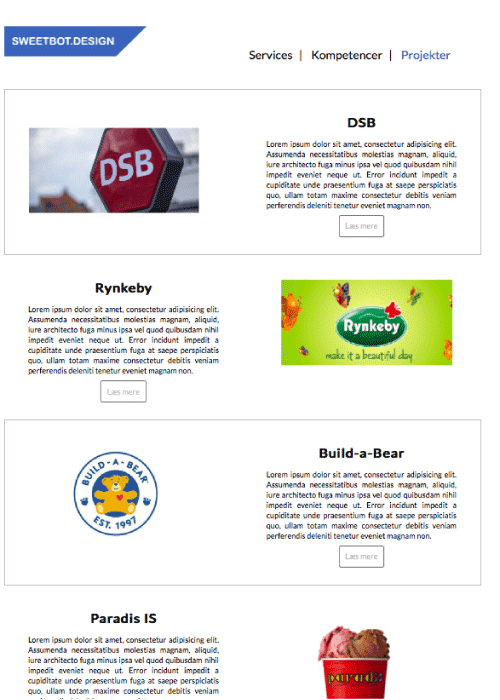 SWEETBOT.DESIGN
Services | Kompetencer | Projekter
DSB
DSB
Lorem ipsum dolor sit amet, consectetur adipisicing elit.
Assumenda necessitatibus molestias magnam, aliquid,
iure architecto fuga minus ipsa vel quod quibusdam nihil
impedit eveniet neque ut. Error incidunt impedit a
cupiditate unde praesentium fuga at saepe perspiciatis
quo, ullam totam maxime consectetur debitis veniam
perferendis deleniti tenetur eveniet magnam non.
Læs mere
Rynkeby
Lorem ipsum dolor sit amet, consectetur adipisicing elit.
Assumenda necessitatibus molestias magnam, aliquid,
iure architecto fuga minus ipsa vel quod quibusdam nihil
impedit eveniet neque ut. Error incidunt impedit a
cupiditate unde praesentium fuga at saepe perspiciatis
quo, ullam totam maxime consectetur debitis veniam
perferendis deleniti tenetur eveniet magnam non.
Læs mere
Rynkeby
make it a beautiful day
BUILD-A-BEAR
EST. 1997
Build-a-Bear
Lorem ipsum dolor sit amet, consectetur adipisicing elit.
Assumenda necessitatibus molestias magnam, aliquid,
iure architecto fuga minus ipsa vel quod quibusdam nihil
impedit eveniet neque ut. Error incidunt impedit a
cupiditate unde praesentium fuga at saepe perspiciatis
quo, ullam totam maxime consectetur debitis veniam
perferendis deleniti tenetur eveniet magnam non.
Læs mere
Paradis IS
Lorem ipsum dolor sit amet, consectetur adipisicing elit.
Assumenda necessitatibus molestias magnam, aliquid,
iure architecto fuga minus ipsa vel quod quibusdam nihil
impedit eveniet neque ut. Error incidunt impedit a
cupiditate unde praesentium fuga at saepe perspiciatis
quo, ullam totam maxime consectetur debitis veniam
paradis